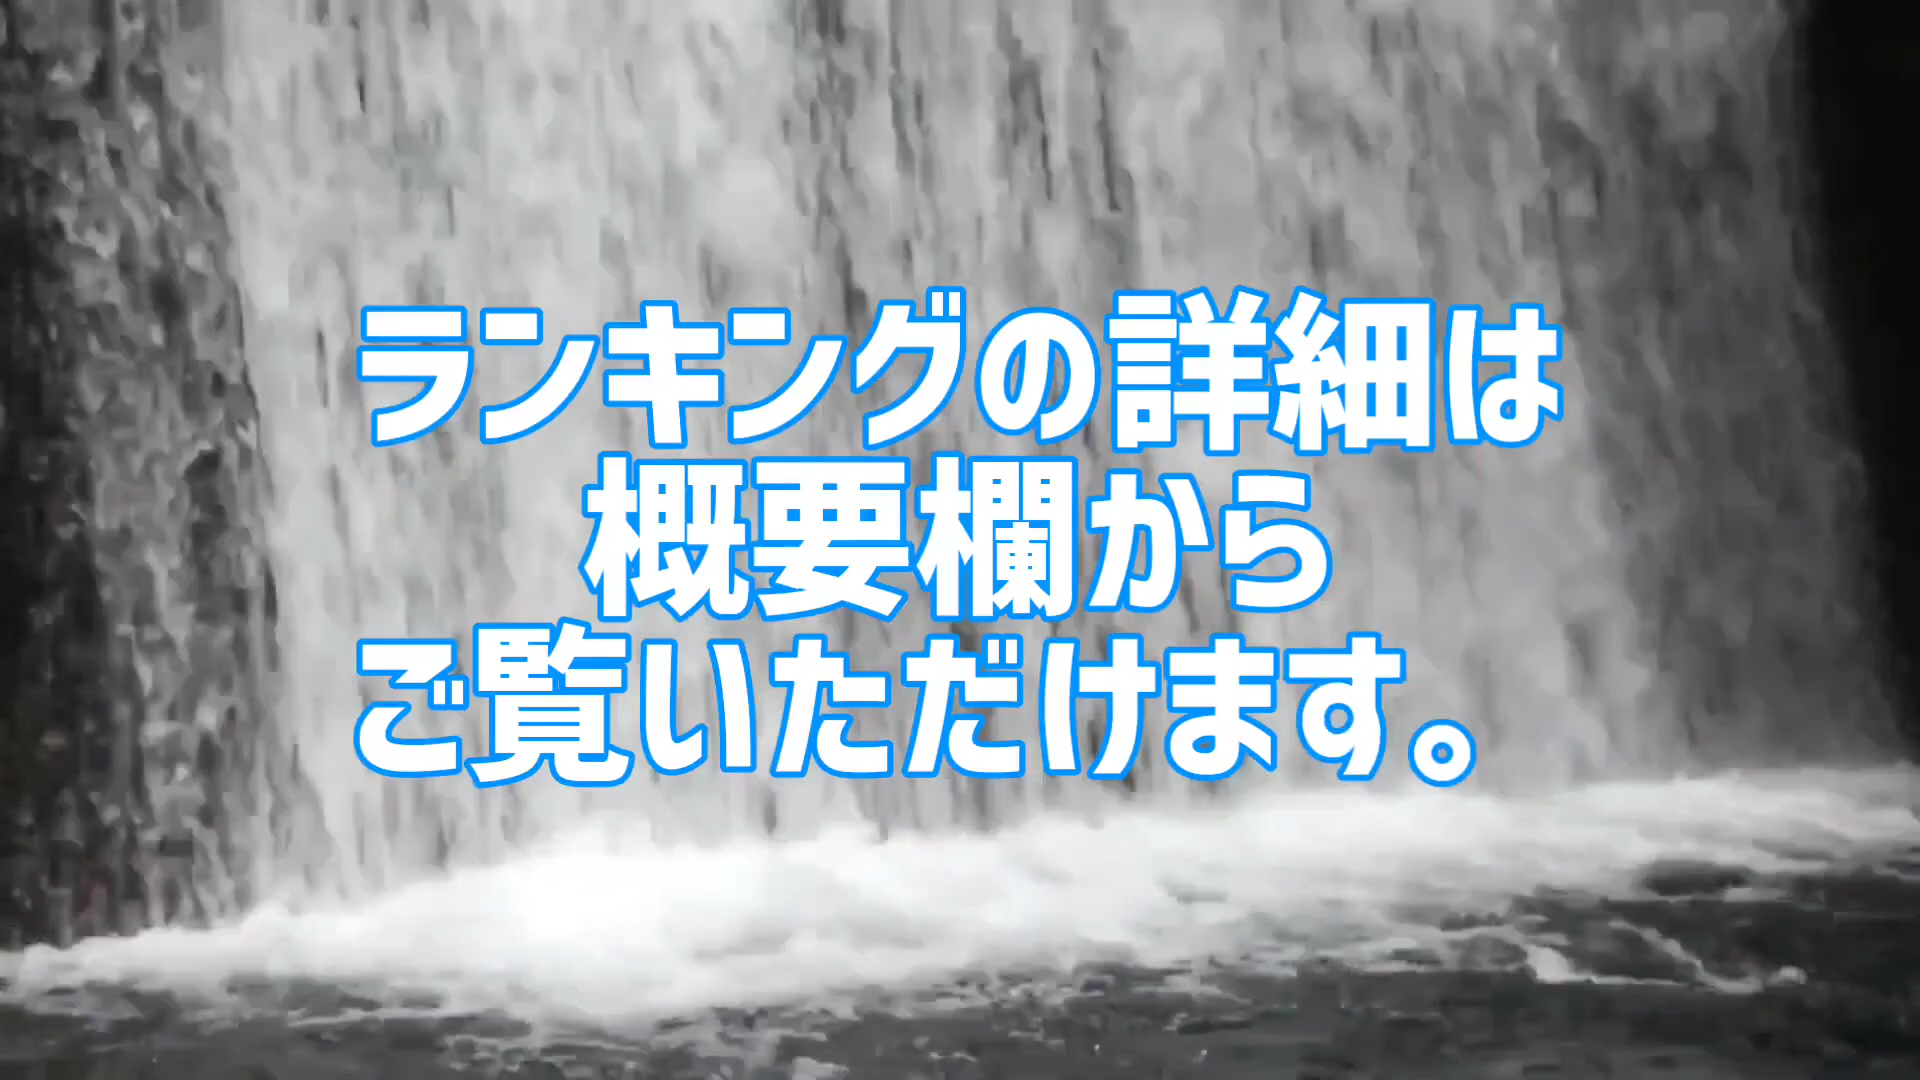 ランキングの詳細は
概要欄から
ご覧いただけます。